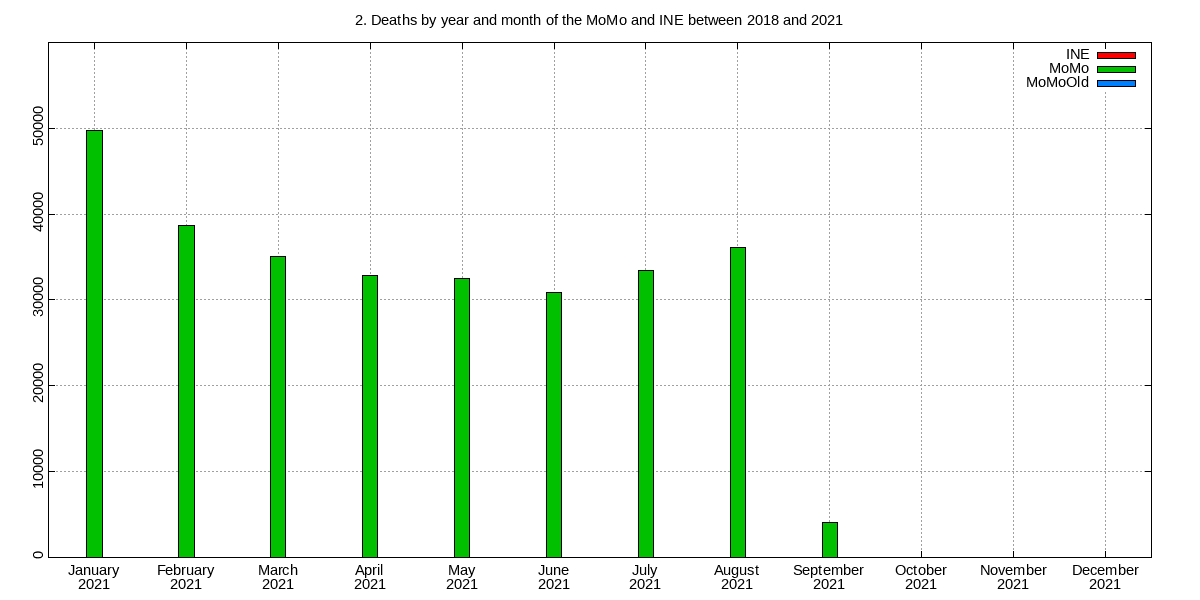 2. Deaths by year and month of the MoMo and INE between 2018 and 2021
INE
MoMo
MoMoOld
50000
40000
30000
20000
10000
0
January February March April May June July August September October November December
2021 2021 2021 2021 2021 2021 2021 2021 2021 2021 2021 2021